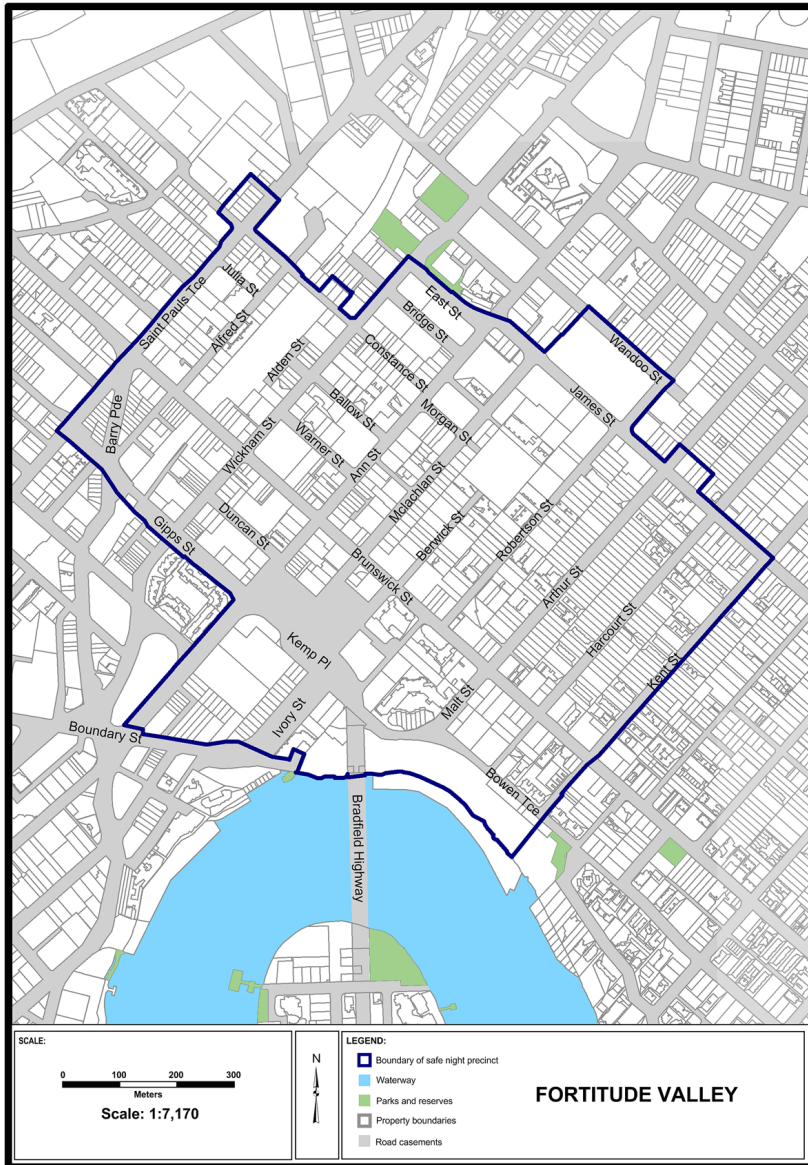 Saint Pauls Tce
Julia St
Alfred St
East St
Bridge St
Wandoo St
Alden St
Constance St
James St
Barry Pde
Ballow St
Morgan St
Wickham St
Warner St
Ann St
Mclachlan St
Gipps St
Duncan St
Berwick St
Robertson St
Brunswick St
Arthur St
Harcourt St
Kemp Pl
Kent St
Ivory St
Malt St
Boundary St
Bowen Tce
Bradfield Highway
SCALE:
0 100 200 300
Meters
Scale: 1:7,170
N
LEGEND:
Boundary of safe night precinct
Waterway
Parks and reserves
Property boundaries
Road casements
FORTITUDE VALLEY